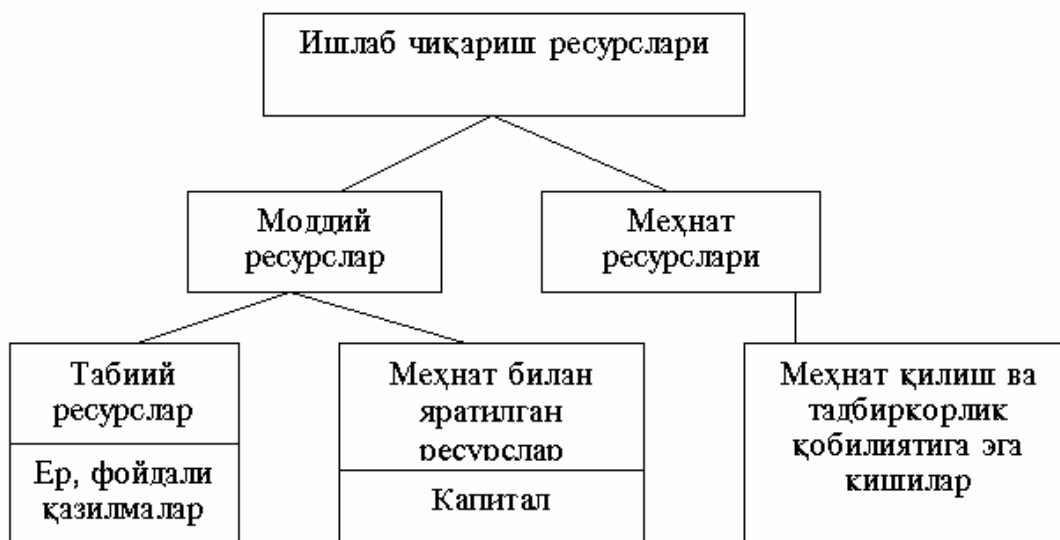 Ишлаб чиқариш ресурслари
Моддий
ресурслар
Меҳнат
ресурслари
Табиий
ресурслар
Ер, фойдали
қазилмалар
Меҳнат билан
яратилган
ресурслар
Капитал
Меҳнат қилиш ва
тадбиркорлик
қобилиятига эга
кишилар